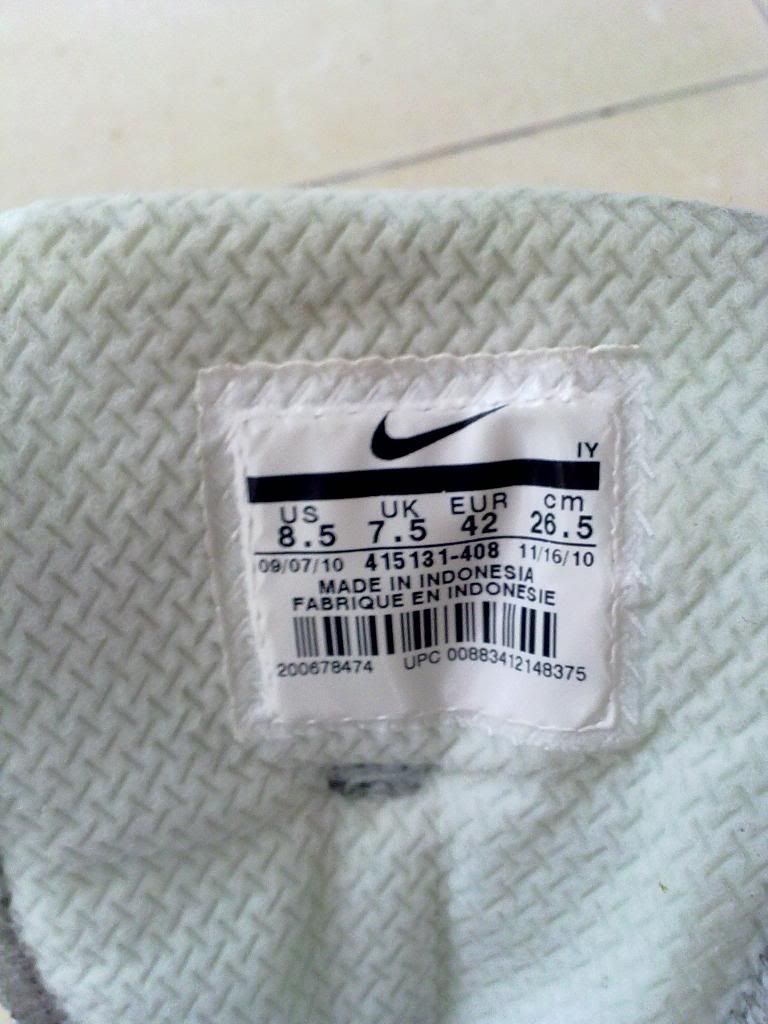 IY
US UK EUR cm
8.5 7.5 42 26.5
09/07/10 415131-408 11/16/10
MADE IN INDONESIA
FABRIQUE EN INDONESIE
200678474 UPC 00883412148375